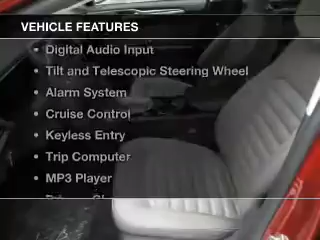 VEHICLE FEATURES
• Digital Audio Input
• Tilt and Telescopic Steering Wheel
• Alarm System
• Cruise Control
• Keyless Entry
• Trip Computer
• MP3 Player